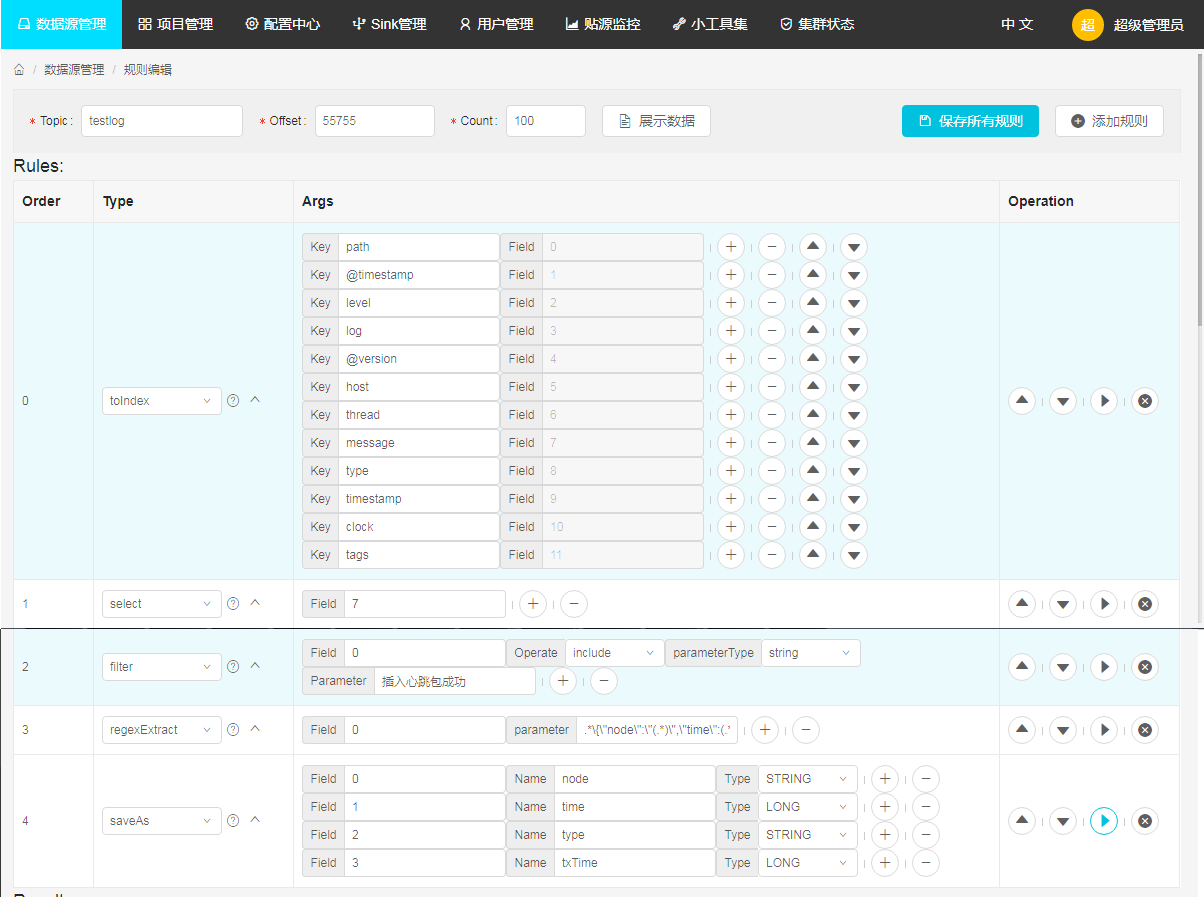 数据源管理 项目管理 配置中心 Sink管理 用户管理 贴源监控 小工具集 集群状态 中 文 超 超级管理员
/ 数据源管理 / 规则编辑
* Topic : testlog * Offset : 55755 * Count : 100 展示数据 保存所有规则 添加规则
Rules:
Order Type Args Operation
0 toIndex
Key path Field 0
Key @timestamp Field 1
Key level Field 2
Key log Field 3
Key @version Field 4
Key host Field 5
Key thread Field 6
Key message Field 7
Key type Field 8
Key timestamp Field 9
Key clock Field 10
Key tags Field 11
1 select Field 7
2 filter Field 0 Operate include parameterType string
Parameter 插入心跳包成功
3 regexExtract Field 0 parameter .*\{\"node\":\"(.*)\",\"time\":(.*
4 saveAs
Field 0 Name node Type STRING
Field 1 Name time Type LONG
Field 2 Name type Type STRING
Field 3 Name txTime Type LONG